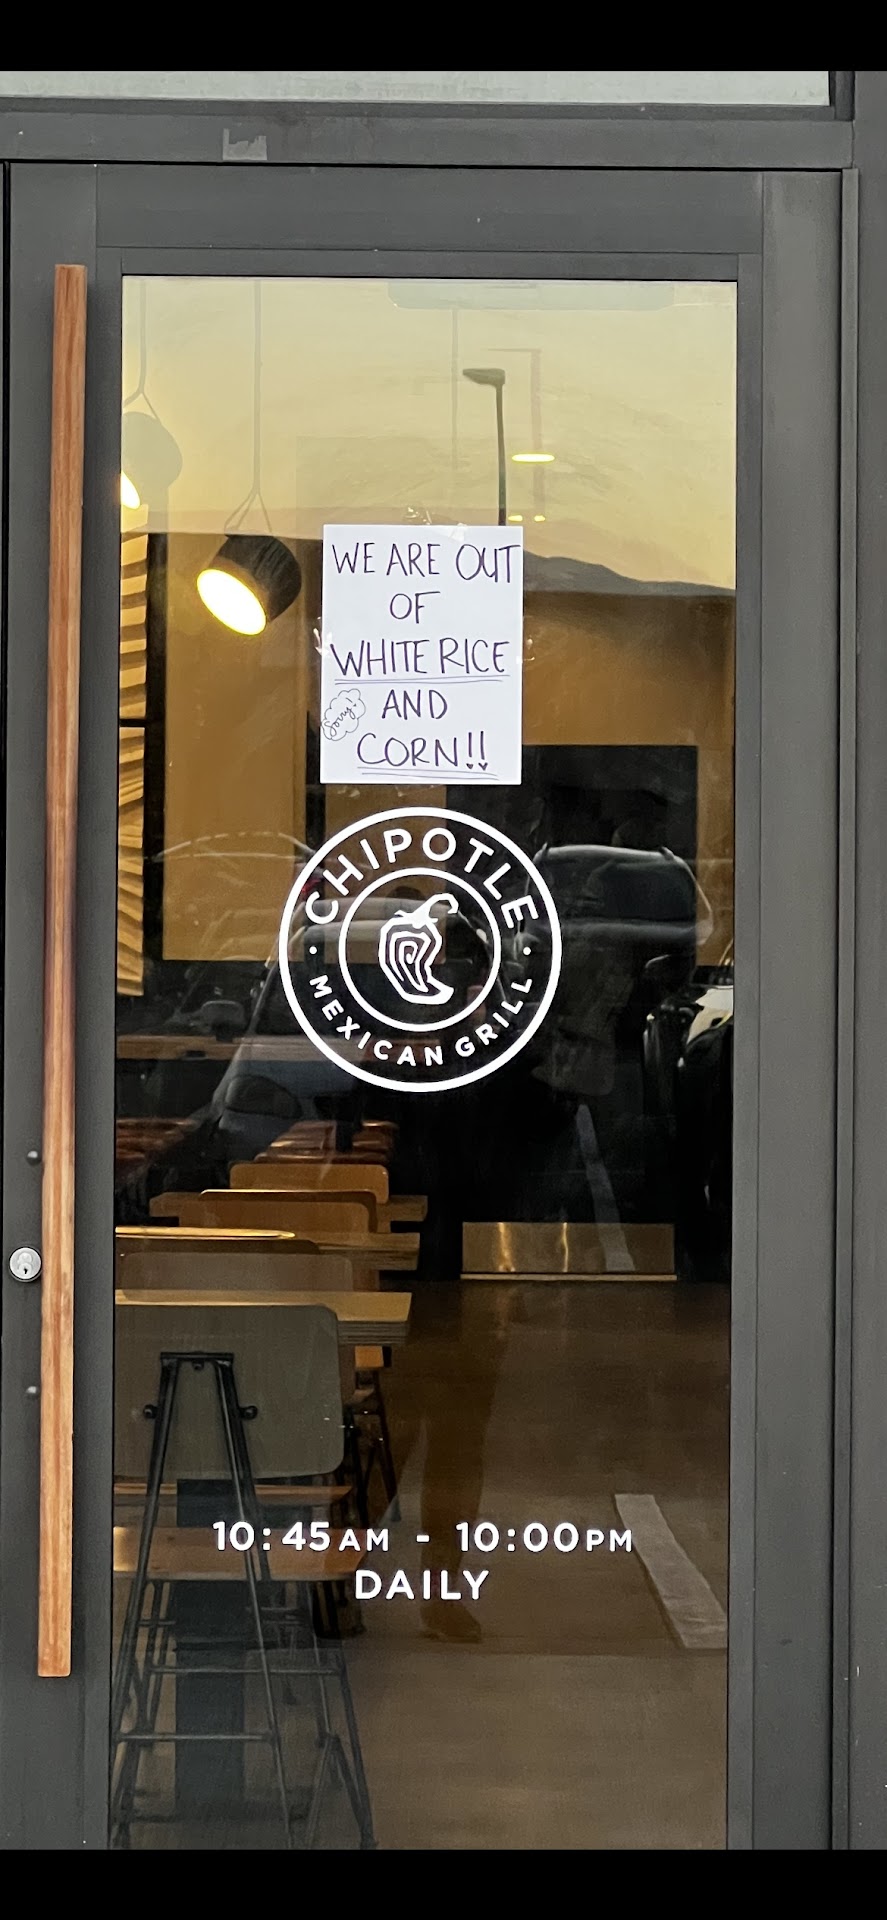 WE ARE OUT
OF
WHITE RICE
Sorry! AND
CORN!!
CHIPOTLE
MEXICAN GRILL
10:45AM - 10:00PM
DAILY